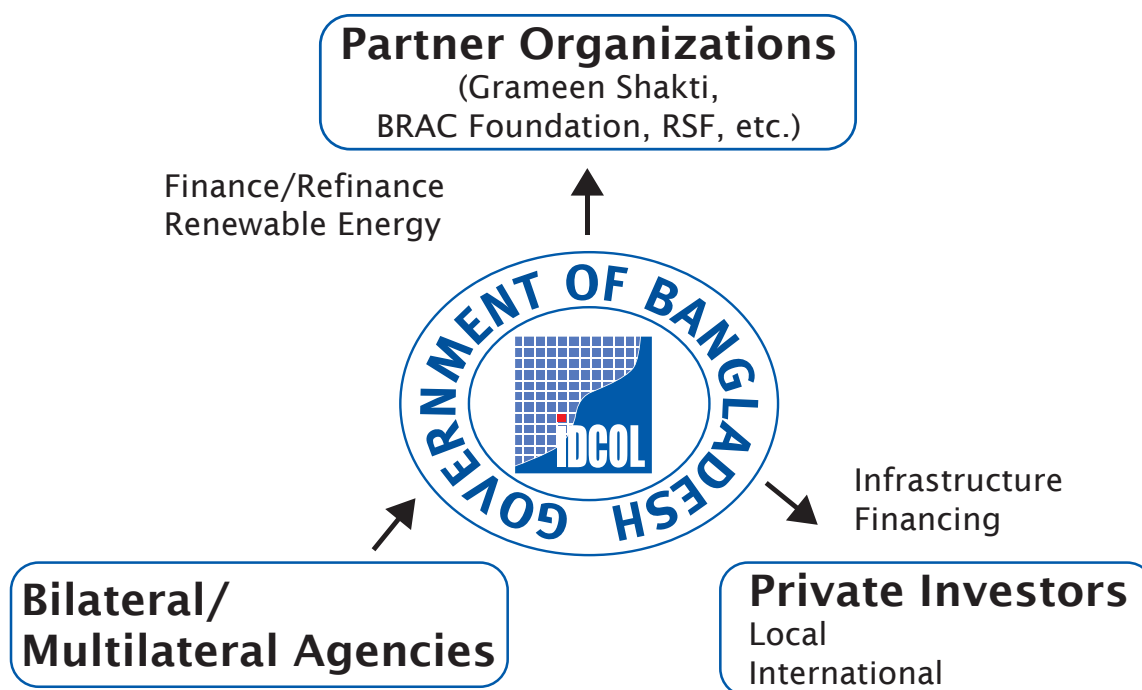 Partner Organizations
(Grameen Shakti,
BRAC Foundation, RSF, etc.)
Finance/Refinance
Renewable Energy
GOVERNMENT OF BANGLADESH
iDCOL
Infrastructure
Financing
Bilateral/
Multilateral Agencies
Private Investors
Local
International